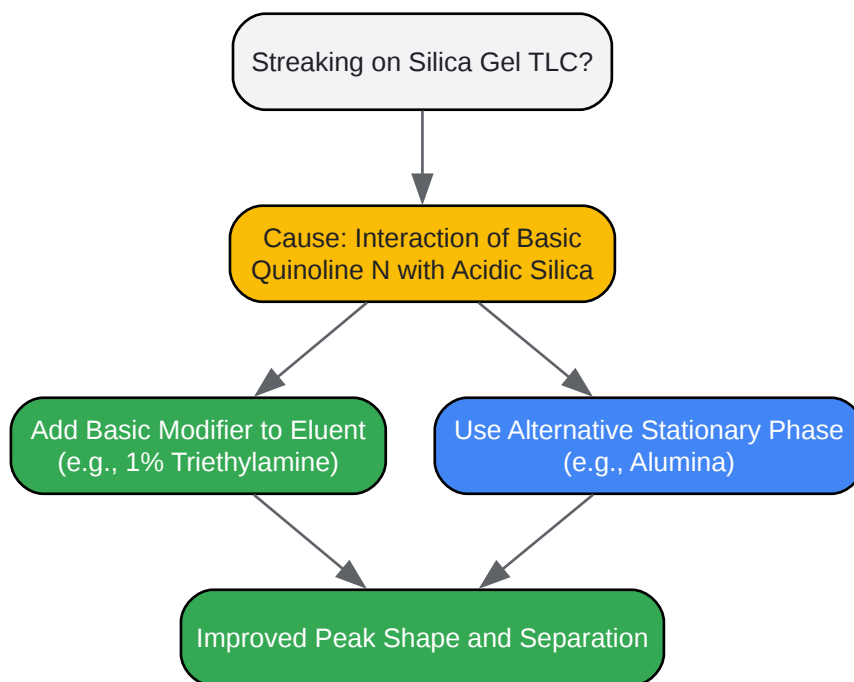 Streaking on Silica Gel TLC?
Cause: Interaction of Basic
Quinoline N with Acidic Silica
Add Basic Modifier to Eluent
(e.g., 1% Triethylamine)
Use Alternative Stationary Phase
(e.g., Alumina)
Improved Peak Shape and Separation